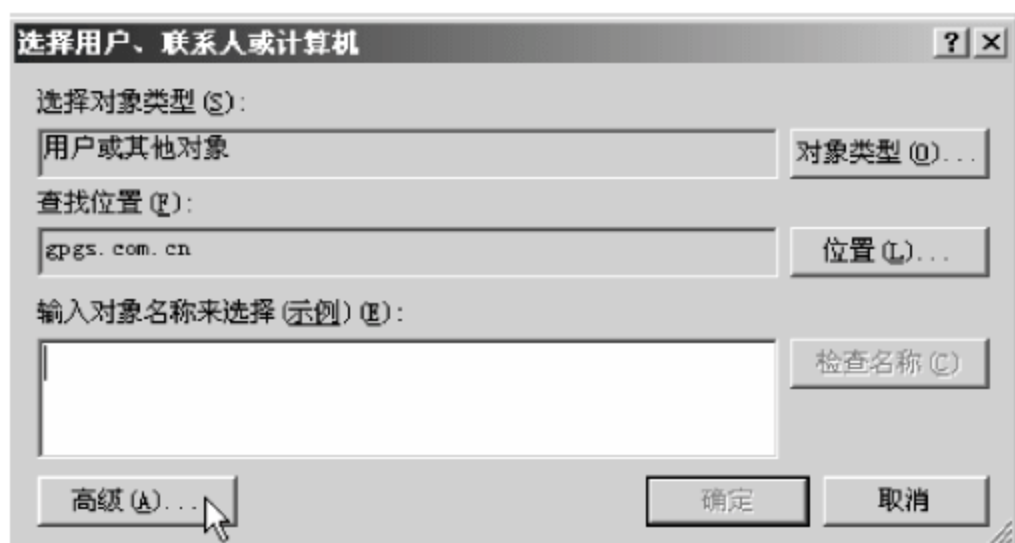 选择用户、联系人或计算机
选择对象类型(S):
用户或其他对象
对象类型(O)...
查找位置(F):
gpgs.com.cn
位置(L)...
输入对象名称来选择(示例)(E):
检查名称(C)
高级(A)...
确定
取消